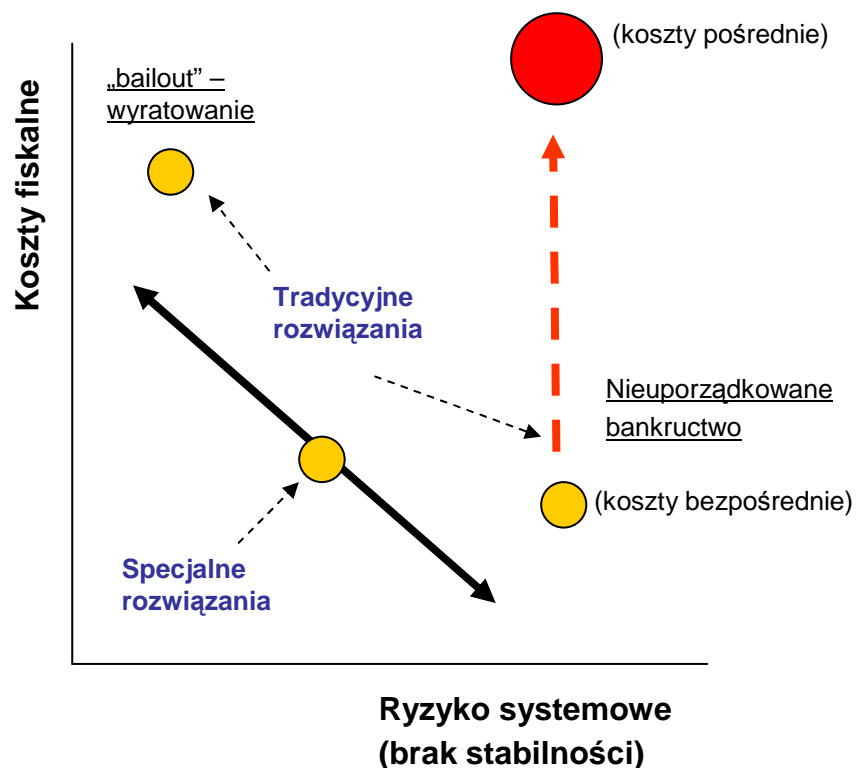 (koszty pośrednie)
„bailout” –
wyratowanie
Koszty fiskalne
Tradycyjne
rozwiązania
Nieuporządkowane
bankructwo
(koszty bezpośrednie)
Specjalne
rozwiązania
Ryzyko systemowe
(brak stabilności)